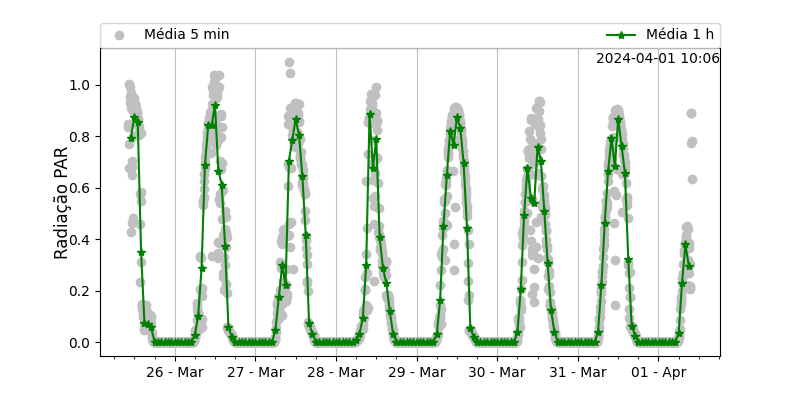 Média 5 min
Média 1 h
2024-04-01 10:06
Radiação PAR
1.0
0.8
0.6
0.4
0.2
0.0
26 - Mar
27 - Mar
28 - Mar
29 - Mar
30 - Mar
31 - Mar
01 - Apr